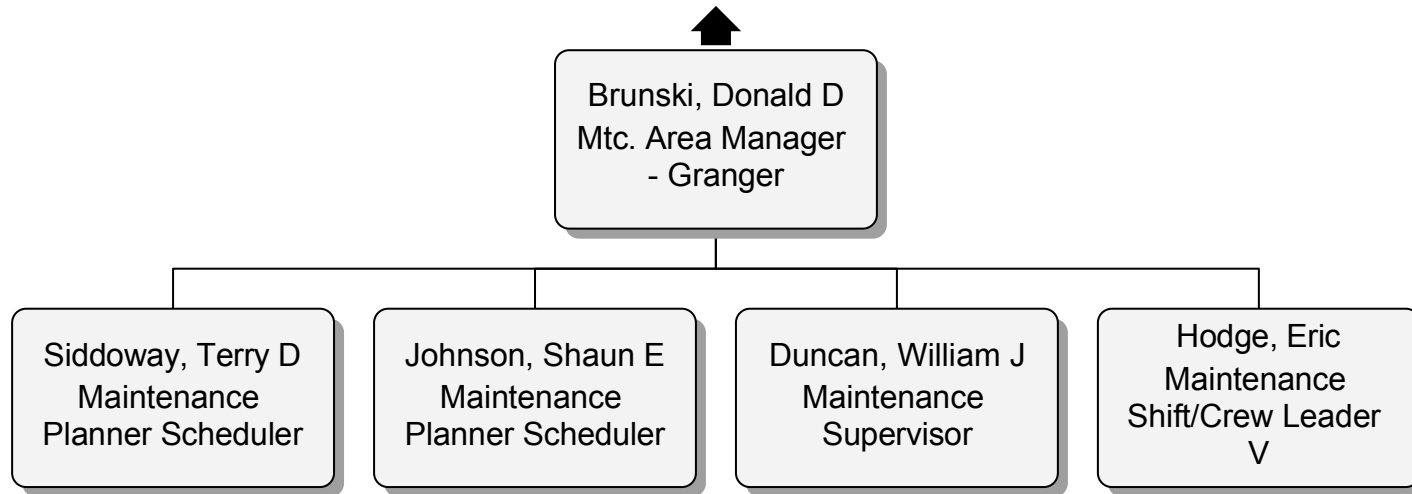 Brunski, Donald D
Mtc. Area Manager
- Granger
Siddoway, Terry D
Maintenance
Planner Scheduler
Johnson, Shaun E
Maintenance
Planner Scheduler
Duncan, William J
Maintenance
Supervisor
Hodge, Eric
Maintenance
Shift/Crew Leader
V